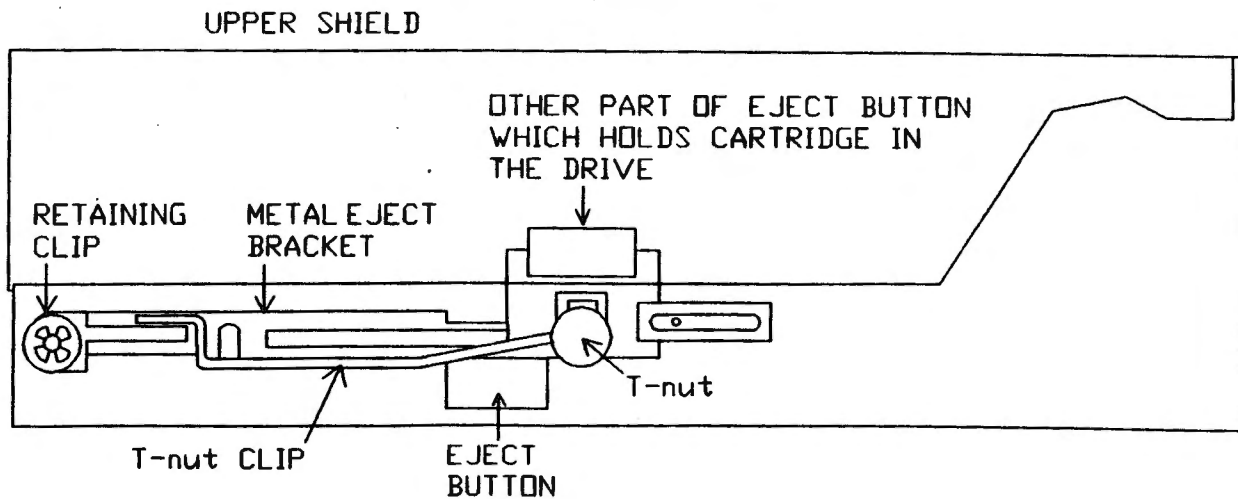 UPPER SHIELD
OTHER PART OF EJECT BUTTON
WHICH HOLDS CARTRIDGE IN
THE DRIVE
RETAINING
CLIP
METAL EJECT
BRACKET
T-nut
T-nut CLIP
EJECT
BUTTON